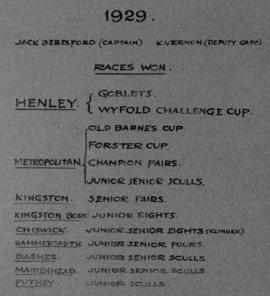 1929.
JACK BERESFORD (CAPTAIN) K. VERNON (DEPUTY CAPT)
RACES WON.
HENLEY. { GOBLETS.
WYFOLD CHALLENGE CUP.
OLD BARNES CUP.
FORSTER CUP.
METROPOLITAN { CHAMPION PAIRS.
JUNIOR SENIOR SCULLS.
KINGSTON. SENIOR PAIRS.
KINGSTON BORO JUNIOR EIGHTS.
CHISWICK. JUNIOR SENIOR EIGHTS (CLINKER)
HAMMERSMITH. JUNIOR SENIOR FOURS.
BARNES. JUNIOR SENIOR SCULLS
MAIDENHEAD. JUNIOR SENIOR SCULLS
PUTNEY JUNIOR SCULLS